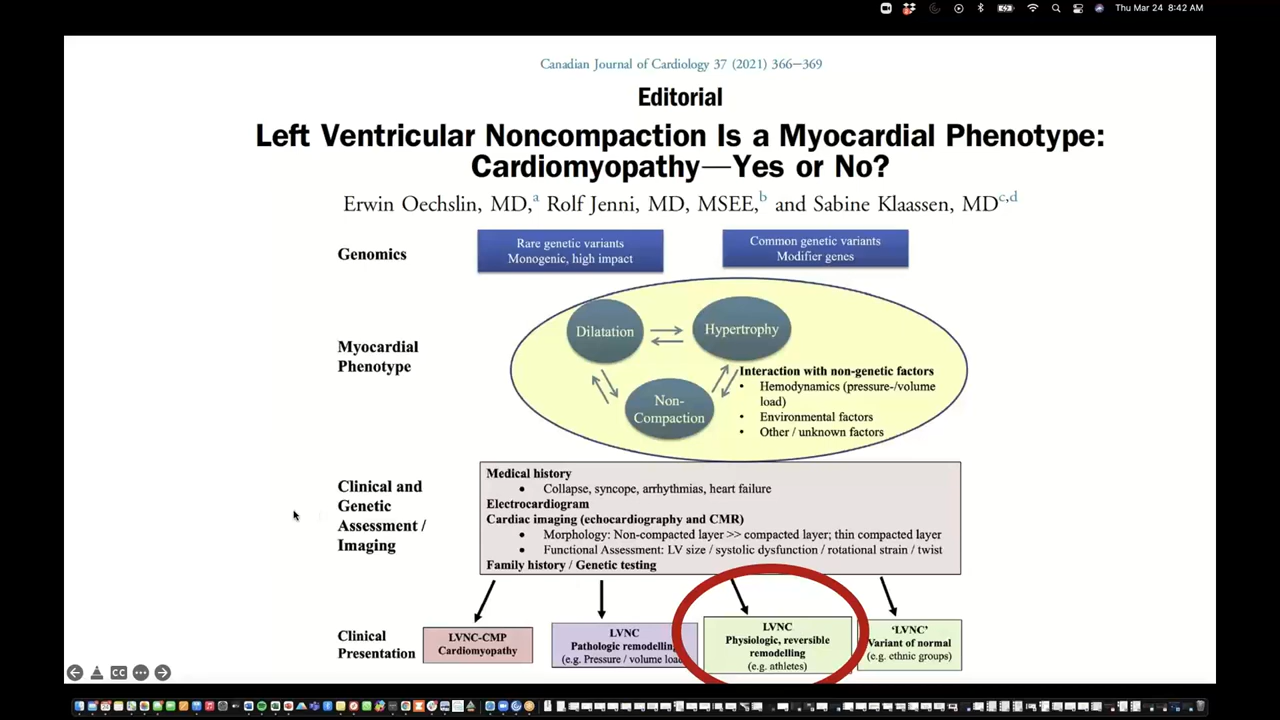 Thu Mar 24 8:42 AM
Canadian Journal of Cardiology 37 (2021) 366–369
Editorial
Left Ventricular Noncompaction Is a Myocardial Phenotype:
Cardiomyopathy—Yes or No?
Erwin Oechslin, MD,a Rolf Jenni, MD, MSEE,b and Sabine Klaassen, MDc,d
Genomics
Rare genetic variants
Monogenic, high impact
Common genetic variants
Modifier genes
Myocardial
Phenotype
Dilatation
Hypertrophy
Non-
Compaction
Interaction with non-genetic factors
• Hemodynamics (pressure-/volume
load)
• Environmental factors
• Other / unknown factors
Clinical and
Genetic
Assessment /
Imaging
Medical history
• Collapse, syncope, arrhythmias, heart failure
Electrocardiogram
Cardiac imaging (echocardiography and CMR)
• Morphology: Non-compacted layer >> compacted layer; thin compacted layer
• Functional Assessment: LV size / systolic dysfunction / rotational strain / twist
Family history / Genetic testing
Clinical
Presentation
LVNC-CMP
Cardiomyopathy
LVNC
Pathologic remodelling
(e.g. Pressure / volume load
LVNC
Physiologic, reversible
remodelling
(e.g. athletes)
‘LVNC’
Variant of normal
(e.g. ethnic groups)
CC